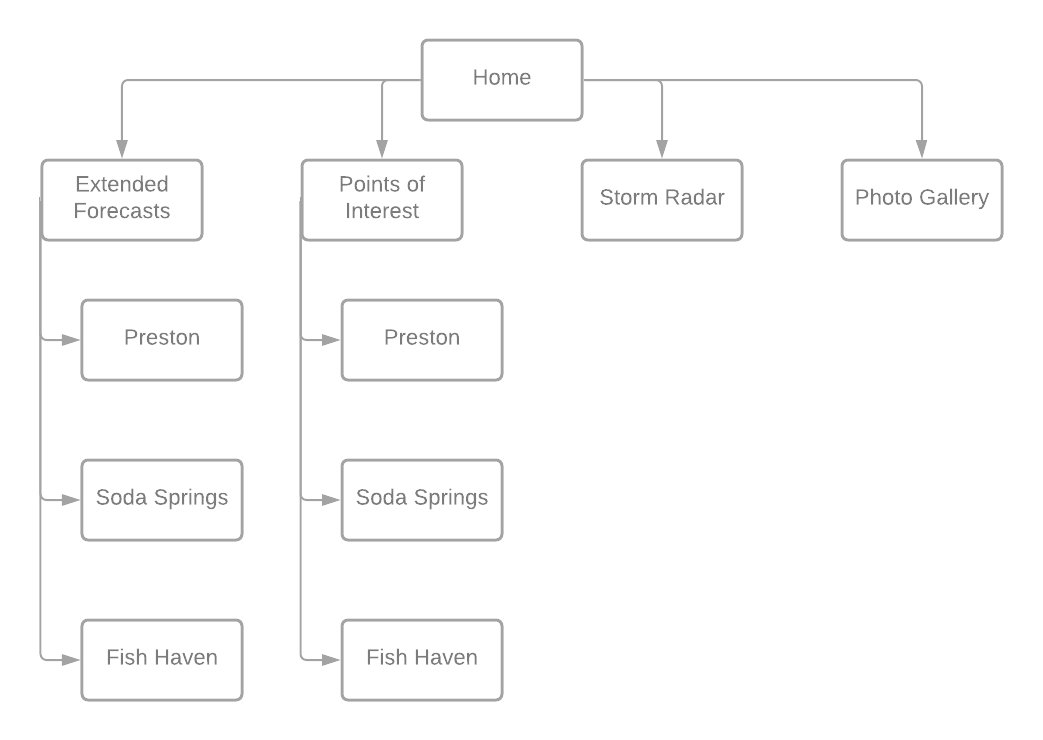 Home
Extended
Forecasts
Points of
Interest
Storm Radar
Photo Gallery
Preston
Preston
Soda Springs
Soda Springs
Fish Haven
Fish Haven